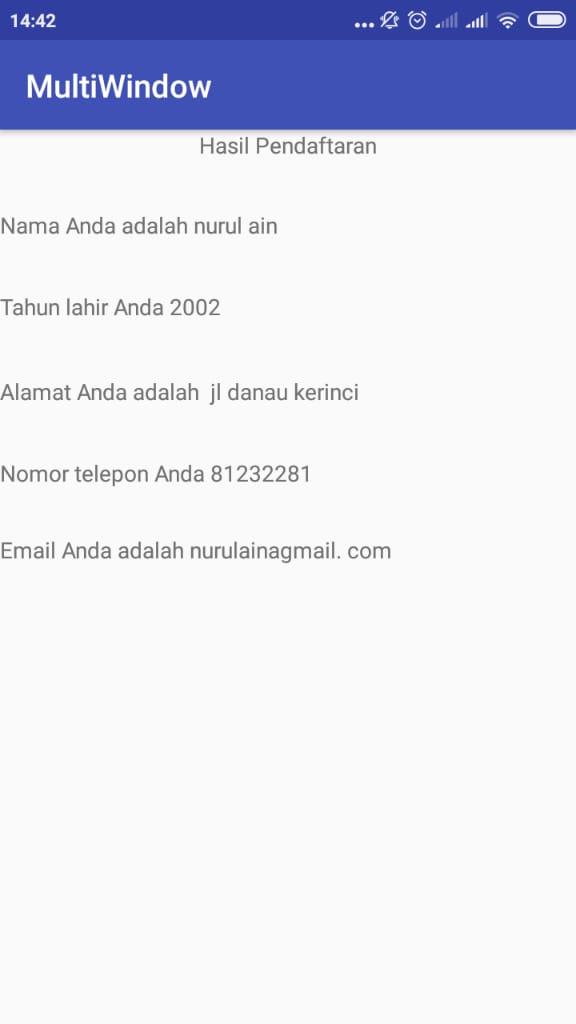 14:42
MultiWindow
Hasil Pendaftaran
Nama Anda adalah nurul ain
Tahun lahir Anda 2002
Alamat Anda adalah  jl danau kerinci
Nomor telepon Anda 81232281
Email Anda adalah nurulainagmail. com